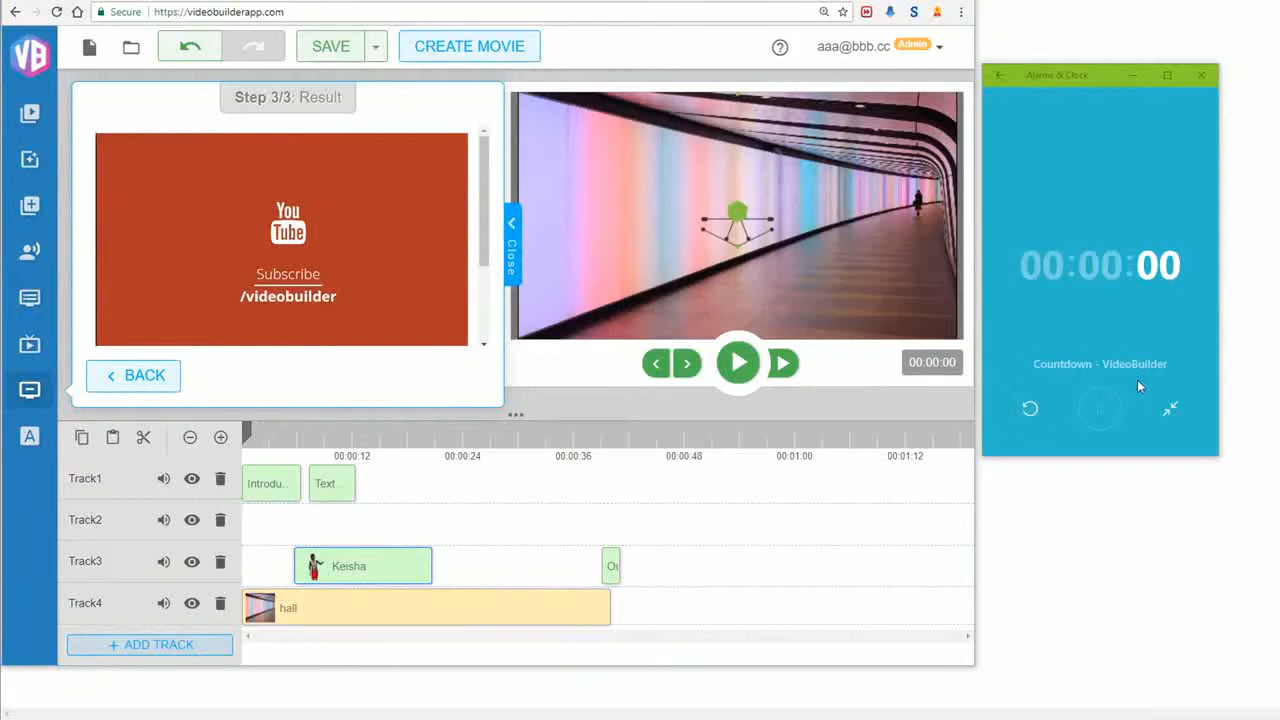 Secure
https://videobuilderapp.com
VB
SAVE
CREATE MOVIE
aaa@bbb.cc
Admin
Step 3/3: Result
You
Tube
Subscribe
/videobuilder
BACK
Close
00:00:00
Alarms & Clock
00:00:00
Countdown - VideoBuilder
A
00:00:12
00:00:24
00:00:36
00:00:48
00:01:00
00:01:12
Track1
Introdu..
Text
Track2
Track3
Keisha
Ou
Track4
hall
+ ADD TRACK